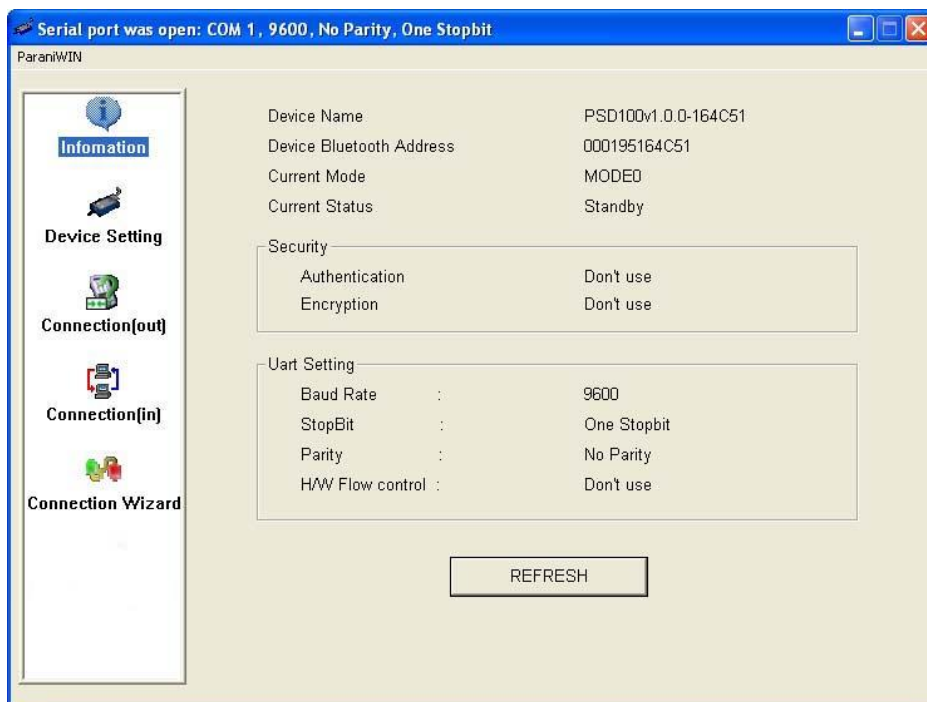 Serial port was open: COM 1, 9600, No Parity, One Stopbit
ParaniWIN
Infomation
Device Setting
Connection(out)
Connection(in)
Connection Wizard
Device Name PSD100v1.0.0-164C51
Device Bluetooth Address 000195164C51
Current Mode MODE0
Current Status Standby
Security
Authentication Don't use
Encryption Don't use
Uart Setting
Baud Rate : 9600
StopBit : One Stopbit
Parity : No Parity
H/W Flow control : Don't use
REFRESH